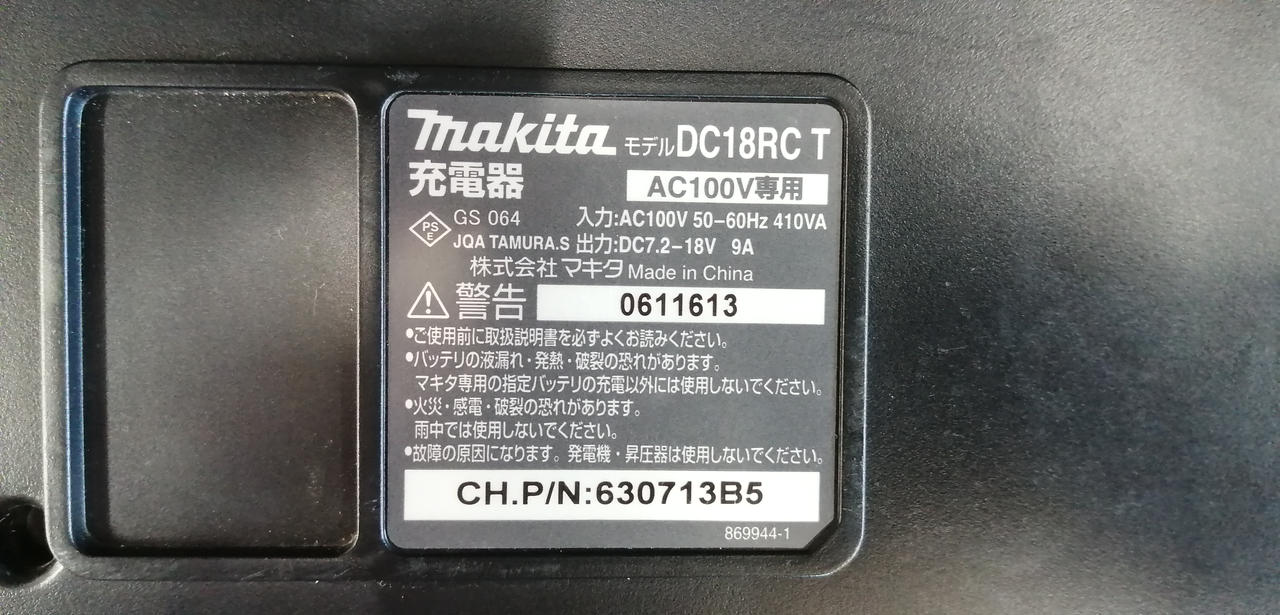 makita モデル DC18RC T
充電器
AC100V専用
PS E GS 064 入力:AC100V 50-60Hz 410VA
JQA TAMURA.S 出力:DC7.2-18V 9A
株式会社 マキタ Made in China
警告 0611613
•ご使用前に取扱説明書を必ずよくお読みください。
•バッテリの液漏れ・発熱・破裂の恐れがあります。
マキタ専用の指定バッテリの充電以外には使用しないでください。
•火災・感電・破裂の恐れがあります。
雨中では使用しないでください。
•故障の原因になります。発電機・昇圧器は使用しないでください。
CH.P/N:630713B5
869944-1